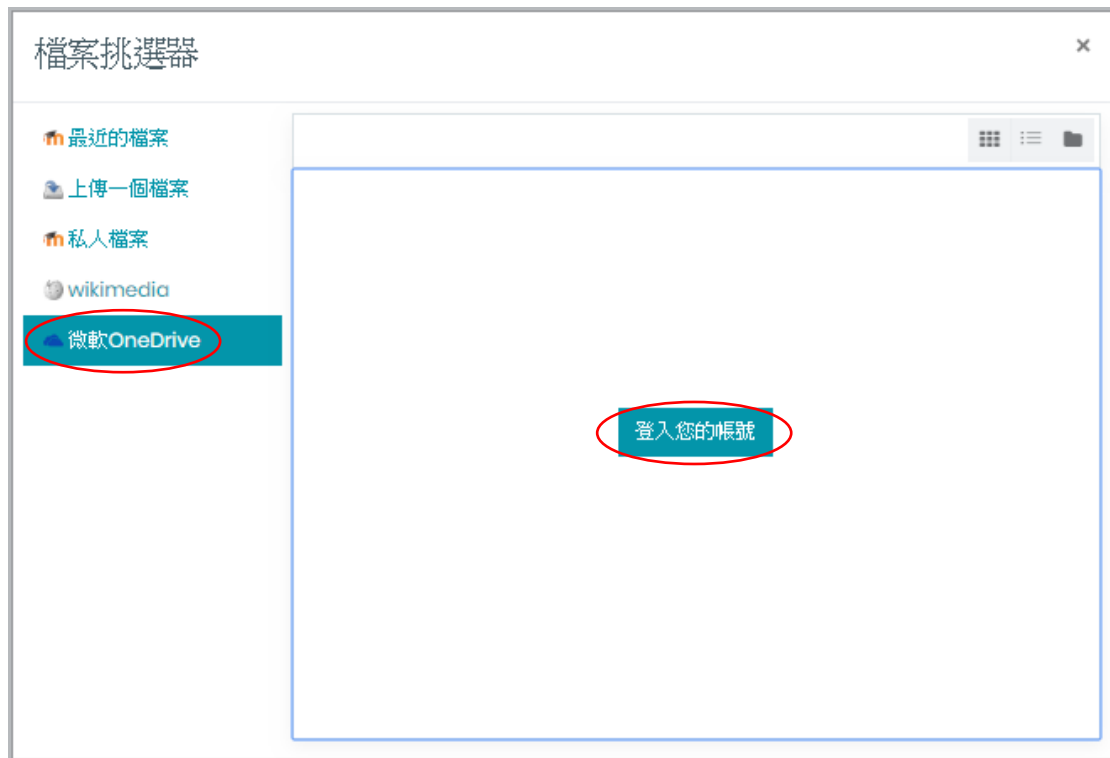 檔案挑選器
×
最近的檔案
上傳一個檔案
私人檔案
wikimedia
微軟OneDrive
登入您的帳號